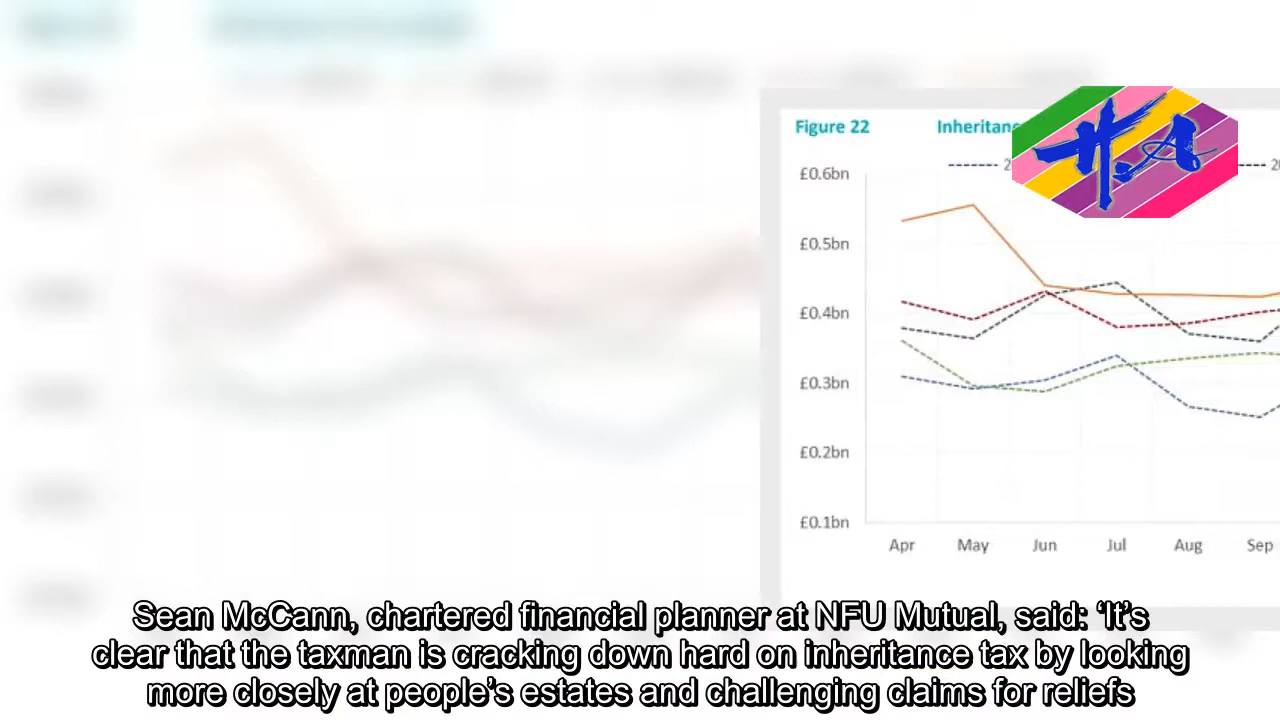 Figure 22
£0.6bn
£0.5bn
£0.4bn
£0.3bn
£0.2bn
£0.1bn
Apr May Jun Jul Aug Sep
H.A
Sean McCann, chartered financial planner at NFU Mutual, said: ‘It’s
clear that the taxman is cracking down hard on inheritance tax by looking
more closely at people’s estates and challenging claims for reliefs